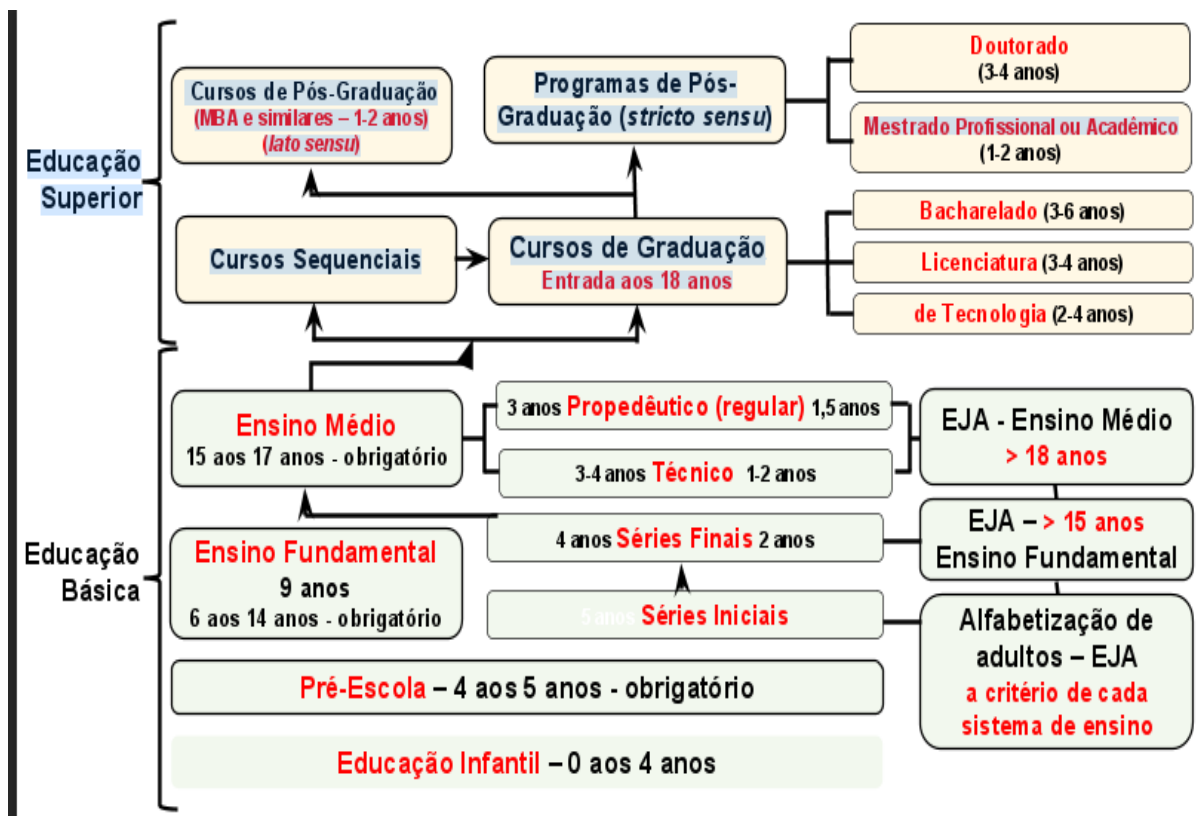 Educação
Superior
Cursos de Pós-Graduação
(MBA e similares – 1-2 anos)
(lato sensu)
Programas de Pós-
Graduação (stricto sensu)
Doutorado
(3-4 anos)
Mestrado Profissional ou Acadêmico
(1-2 anos)
Cursos Sequenciais
Cursos de Graduação
Entrada aos 18 anos
Bacharelado (3-6 anos)
Licenciatura (3-4 anos)
de Tecnologia (2-4 anos)
Educação
Básica
Ensino Médio
15 aos 17 anos - obrigatório
3 anos Propedêutico (regular) 1,5 anos
3-4 anos Técnico 1-2 anos
EJA - Ensino Médio
> 18 anos
Ensino Fundamental
9 anos
6 aos 14 anos - obrigatório
4 anos Séries Finais 2 anos
5 anos Séries Iniciais
EJA – > 15 anos
Ensino Fundamental
Alfabetização de
adultos – EJA
a critério de cada
sistema de ensino
Pré-Escola – 4 aos 5 anos - obrigatório
Educação Infantil – 0 aos 4 anos